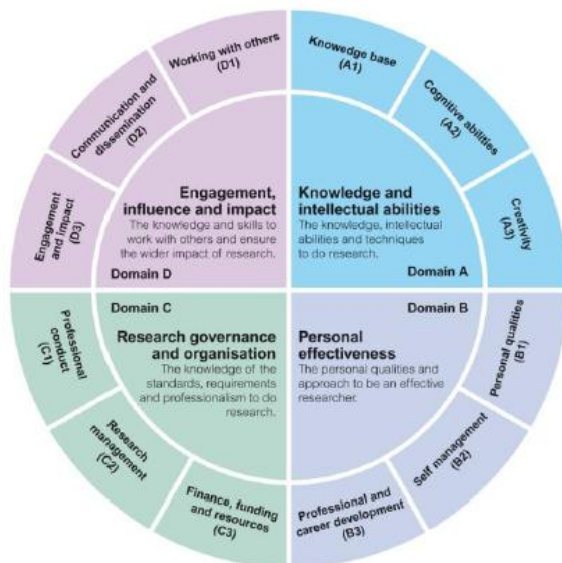 Knowedge base
(A1)
Cognitive abilities
(A2)
Creativity
(A3)
Knowledge and
intellectual abilities
The knowledge, intellectual
abilities and techniques
to do research.
Domain A
Domain B
Personal
effectiveness
The personal qualities and
approach to be an effective
researcher.
Personal qualities
(B1)
Self management
(B2)
Professional and
career development
(B3)
Domain C
Research governance
and organisation
The knowledge of the
standards, requirements
and professionalism to do
research.
Professional
conduct
(C1)
Research
management
(C2)
Finance, funding
and resources
(C3)
Engagement,
influence and impact
The knowledge and skills to
work with others and ensure
the wider impact of research.
Domain D
Working with others
(D1)
Communication and
dissemination
(D2)
Engagement
and impact
(D3)